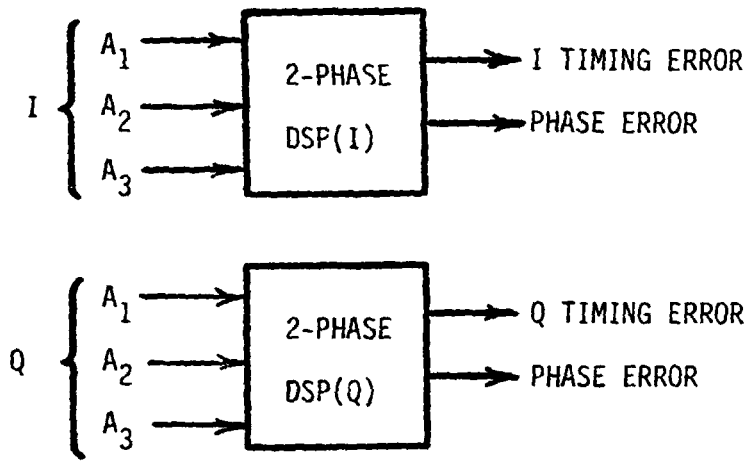 I
A1
A2
A3
2-PHASE
DSP(I)
I TIMING ERROR
PHASE ERROR
Q
A1
A2
A3
2-PHASE
DSP(Q)
Q TIMING ERROR
PHASE ERROR